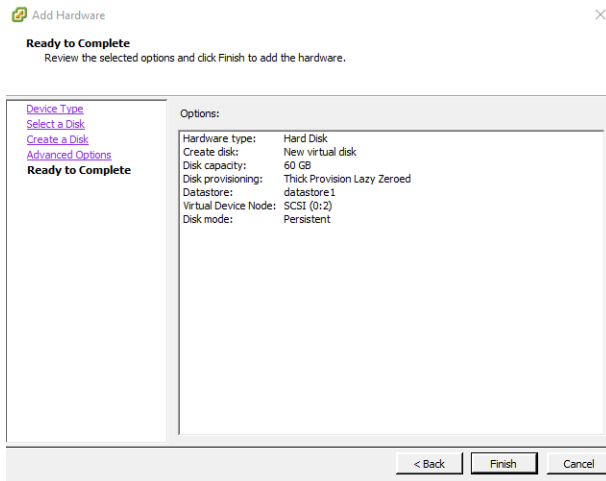 Add Hardware
Ready to Complete
Review the selected options and click Finish to add the hardware.
Device Type
Select a Disk
Create a Disk
Advanced Options
Ready to Complete
Options:
Hardware type: Hard Disk
Create disk: New virtual disk
Disk capacity: 60 GB
Disk provisioning: Thick Provision Lazy Zeroed
Datastore: datastore1
Virtual Device Node: SCSI (0:2)
Disk mode: Persistent
< Back Finish Cancel